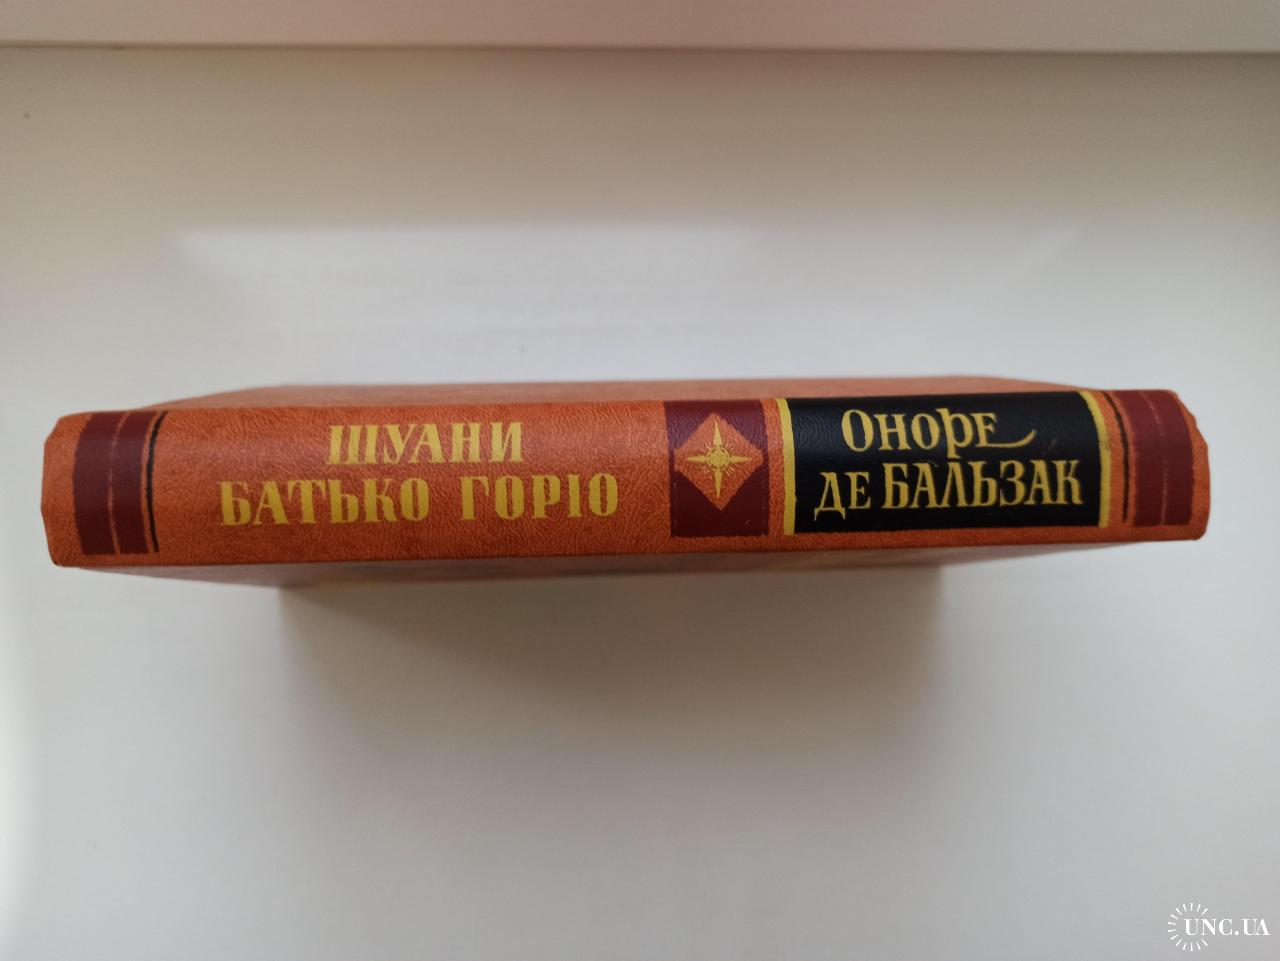 ШУАНИ
БАТЬКО ГОРІО
ОНОРЕ
ДЕ БАЛЬЗАК
UNC.UA